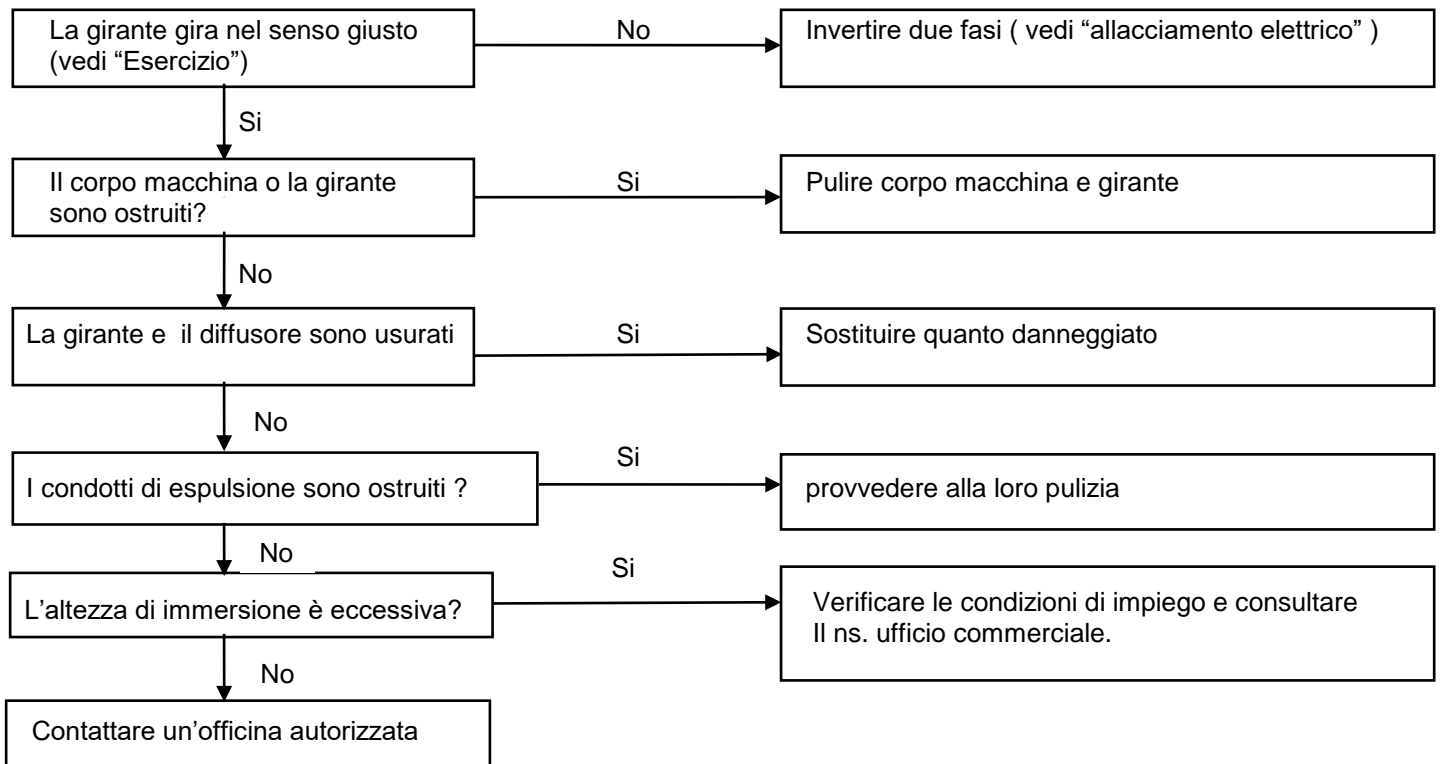 La girante gira nel senso giusto
(vedi “Esercizio”)
No
Invertire due fasi ( vedi “allacciamento elettrico” )
Si
Il corpo macchina o la girante
sono ostruiti?
Si
Pulire corpo macchina e girante
No
La girante e il diffusore sono usurati
Si
Sostituire quanto danneggiato
No
I condotti di espulsione sono ostruiti ?
Si
provvedere alla loro pulizia
No
L’altezza di immersione è eccessiva?
Si
Verificare le condizioni di impiego e consultare
Il ns. ufficio commerciale.
No
Contattare un’officina autorizzata